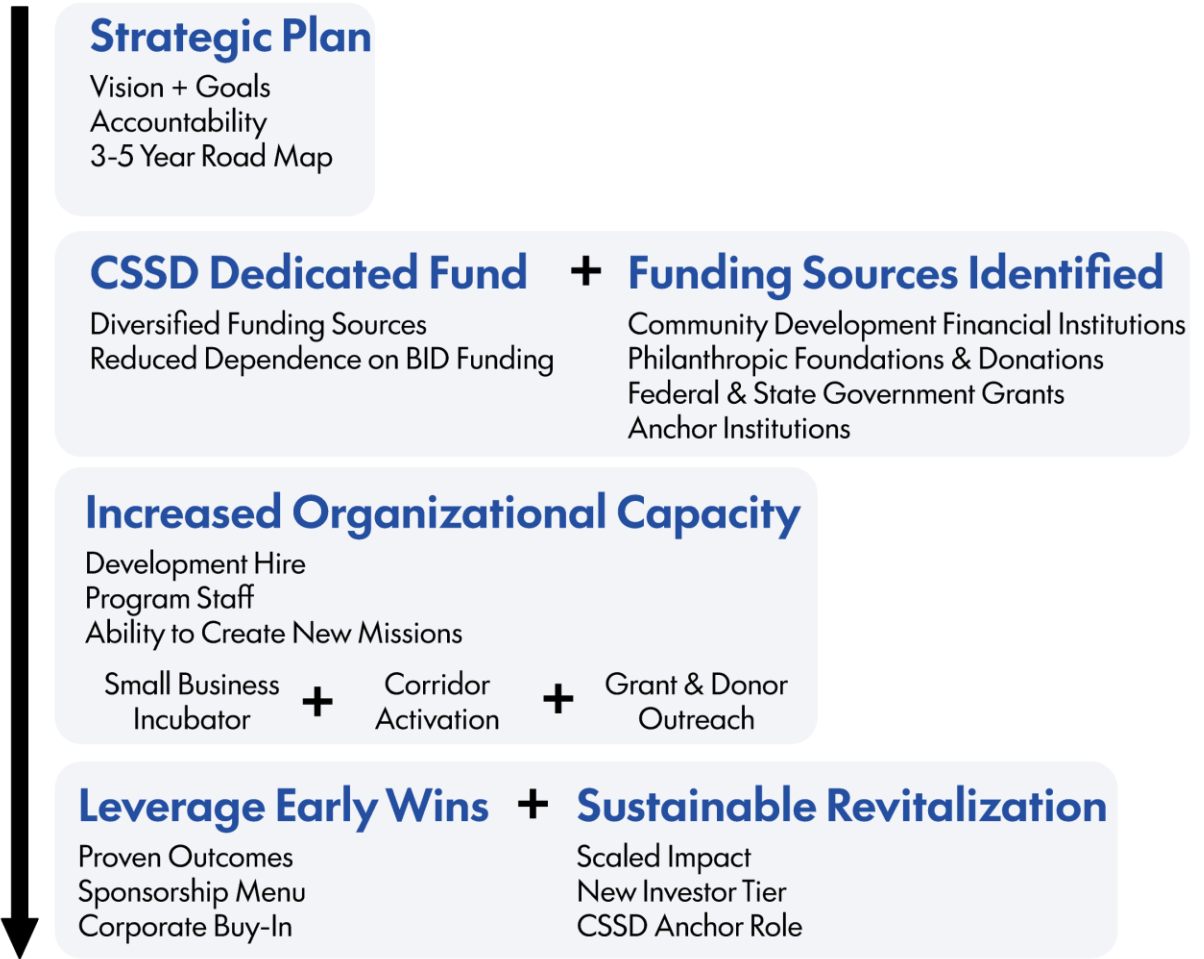 Strategic Plan
Vision + Goals
Accountability
3-5 Year Road Map
CSSD Dedicated Fund + Funding Sources Identified
Diversified Funding Sources
Reduced Dependence on BID Funding
Community Development Financial Institutions
Philanthropic Foundations & Donations
Federal & State Government Grants
Anchor Institutions
Increased Organizational Capacity
Development Hire
Program Staff
Ability to Create New Missions
Small Business
Incubator
+
Corridor
Activation
+
Grant & Donor
Outreach
Leverage Early Wins + Sustainable Revitalization
Proven Outcomes
Sponsorship Menu
Corporate Buy-In
Scaled Impact
New Investor Tier
CSSD Anchor Role